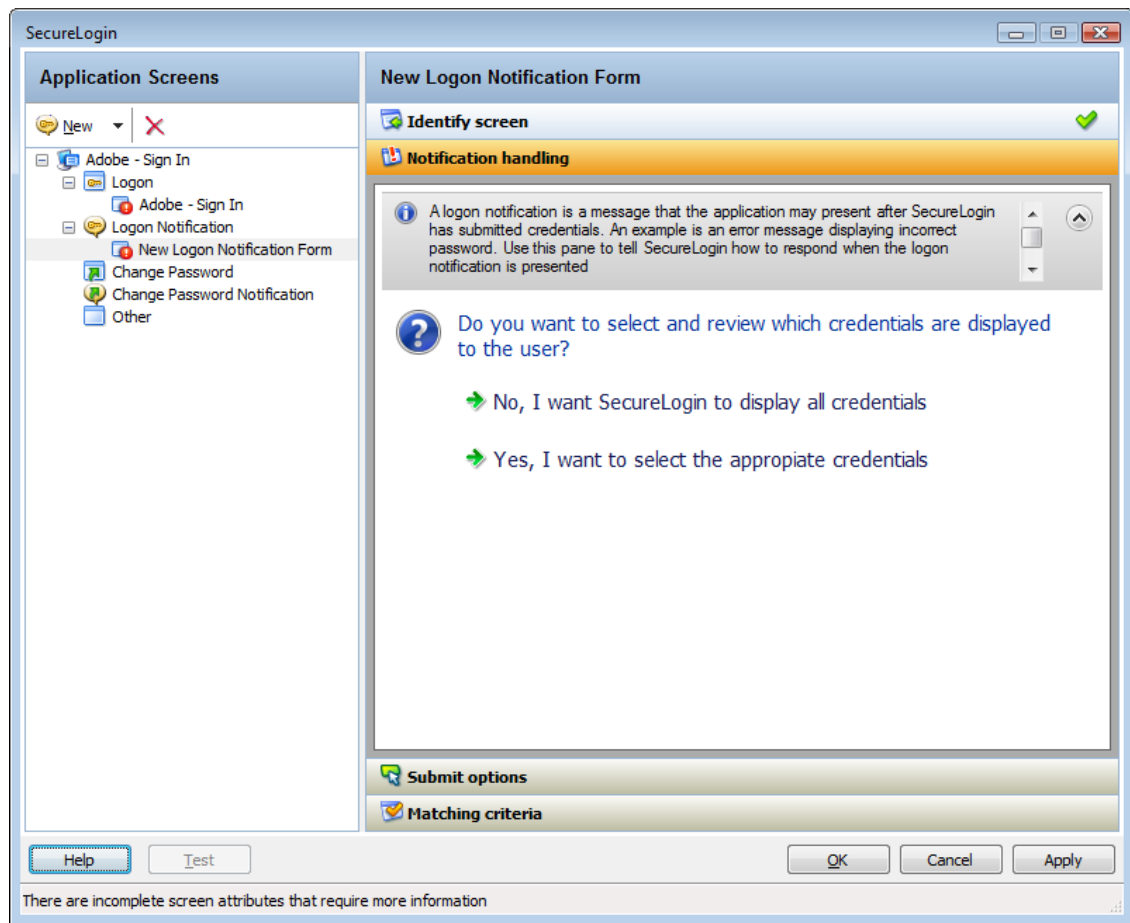 SecureLogin
Application Screens
New
Adobe - Sign In
Logon
Adobe - Sign In
Logon Notification
New Logon Notification Form
Change Password
Change Password Notification
Other
New Logon Notification Form
Identify screen
Notification handling
A logon notification is a message that the application may present after SecureLogin
has submitted credentials. An example is an error message displaying incorrect
password. Use this pane to tell SecureLogin how to respond when the logon
notification is presented
Do you want to select and review which credentials are displayed
to the user?
No, I want SecureLogin to display all credentials
Yes, I want to select the appropiate credentials
Submit options
Matching criteria
Help
Test
OK
Cancel
Apply
There are incomplete screen attributes that require more information